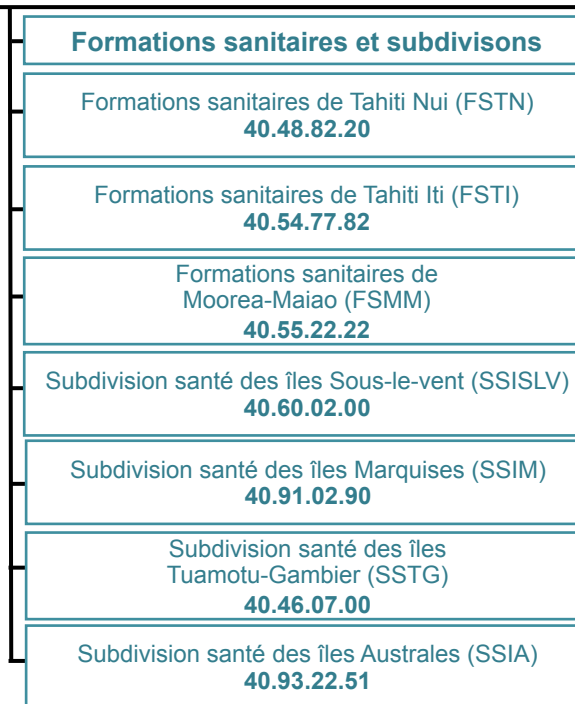 Formations sanitaires et subdivisons
Formations sanitaires de Tahiti Nui (FSTN)
40.48.82.20
Formations sanitaires de Tahiti Iti (FSTI)
40.54.77.82
Formations sanitaires de
Moorea-Maiao (FSMM)
40.55.22.22
Subdivision santé des îles Sous-le-vent (SSISLV)
40.60.02.00
Subdivision santé des îles Marquises (SSIM)
40.91.02.90
Subdivision santé des îles
Tuamotu-Gambier (SSTG)
40.46.07.00
Subdivision santé des îles Australes (SSIA)
40.93.22.51